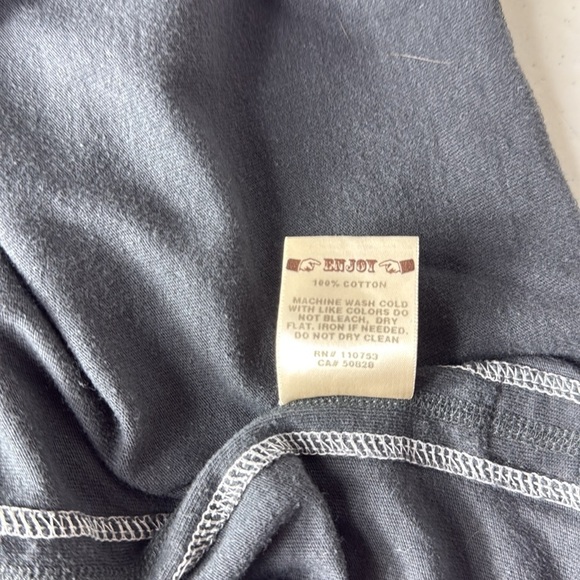 ENJOY
100% COTTON
MACHINE WASH COLD
WITH LIKE COLORS DO
NOT BLEACH, DRY
FLAT. IRON IF NEEDED.
DO NOT DRY CLEAN
RN# 110753
CA# 50828